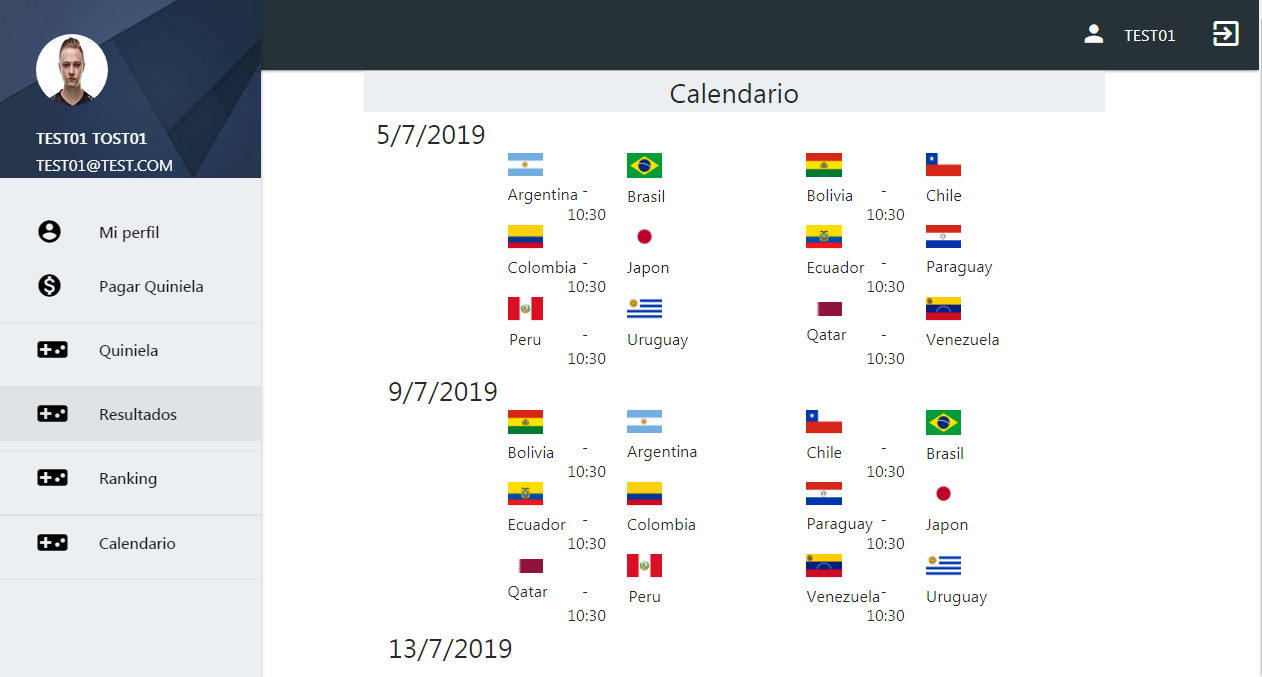 TEST01
TEST01 TOST01
TEST01@TEST.COM
Mi perfil
Pagar Quiniela
Quiniela
Resultados
Ranking
Calendario
Calendario
5/7/2019
Argentina - Brasil
10:30
Bolivia - Chile
10:30
Colombia - Japon
10:30
Ecuador - Paraguay
10:30
Peru - Uruguay
10:30
Qatar - Venezuela
10:30
9/7/2019
Bolivia - Argentina
10:30
Chile - Brasil
10:30
Ecuador - Colombia
10:30
Paraguay - Japon
10:30
Qatar - Peru
10:30
Venezuela- Uruguay
10:30
13/7/2019